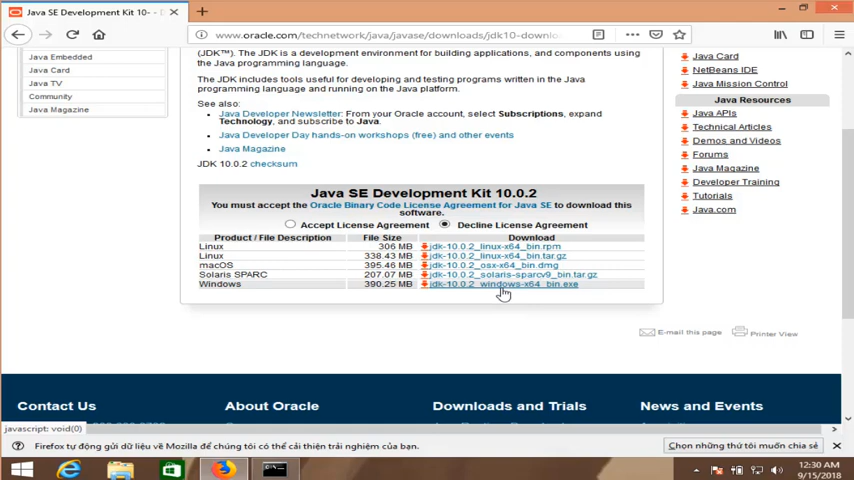 Java SE Development Kit 10-
www.oracle.com/technetwork/java/javase/downloads/jdk10-downlo
Java Embedded
Java Card
Java TV
Community
Java Magazine
(JDK™). The JDK is a development environment for building applications, and components using
the Java programming language.
The JDK includes tools useful for developing and testing programs written in the Java
programming language and running on the Java platform.
See also:
Java Developer Newsletter: From your Oracle account, select Subscriptions, expand
Technology, and subscribe to Java.
Java Developer Day hands-on workshops (free) and other events
Java Magazine
JDK 10.0.2 checksum
Java SE Development Kit 10.0.2
You must accept the Oracle Binary Code License Agreement for Java SE to download this
software.
Accept License Agreement Decline License Agreement
Product / File Description File Size Download
Linux 306 MB jdk-10.0.2_linux-x64_bin.rpm
Linux 338.43 MB jdk-10.0.2_linux-x64_bin.tar.gz
macOS 395.46 MB jdk-10.0.2_osx-x64_bin.dmg
Solaris SPARC 207.07 MB jdk-10.0.2_solaris-sparcv9_bin.tar.gz
Windows 390.25 MB jdk-10.0.2_windows-x64_bin.exe
Java Card
NetBeans IDE
Java Mission Control
Java Resources
Java APIs
Technical Articles
Demos and Videos
Forums
Java Magazine
Developer Training
Tutorials
Java.com
E-mail this page Printer View
Contact Us About Oracle Downloads and Trials News and Events
javascript: void(0)
Firefox tự động gửi dữ liệu về Mozilla để chúng tôi có thể cải thiện trải nghiệm của bạn.
Chọn những thứ tôi muốn chia sẻ
12:30 AM
9/15/2018